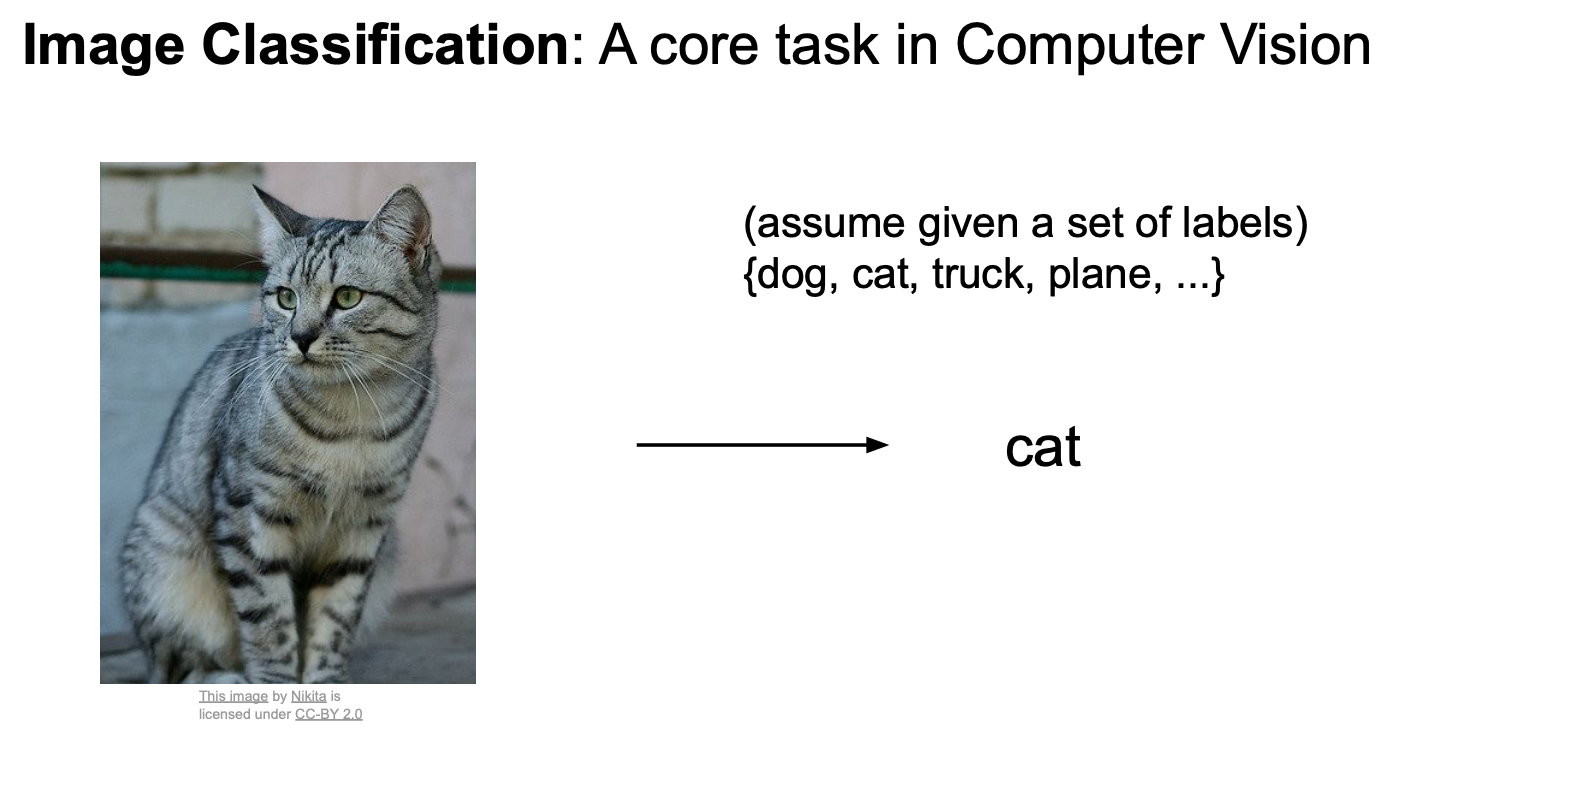 Image Classification: A core task in Computer Vision
(assume given a set of labels)
{dog, cat, truck, plane, ...}
cat
This image by Nikita is
licensed under CC-BY 2.0